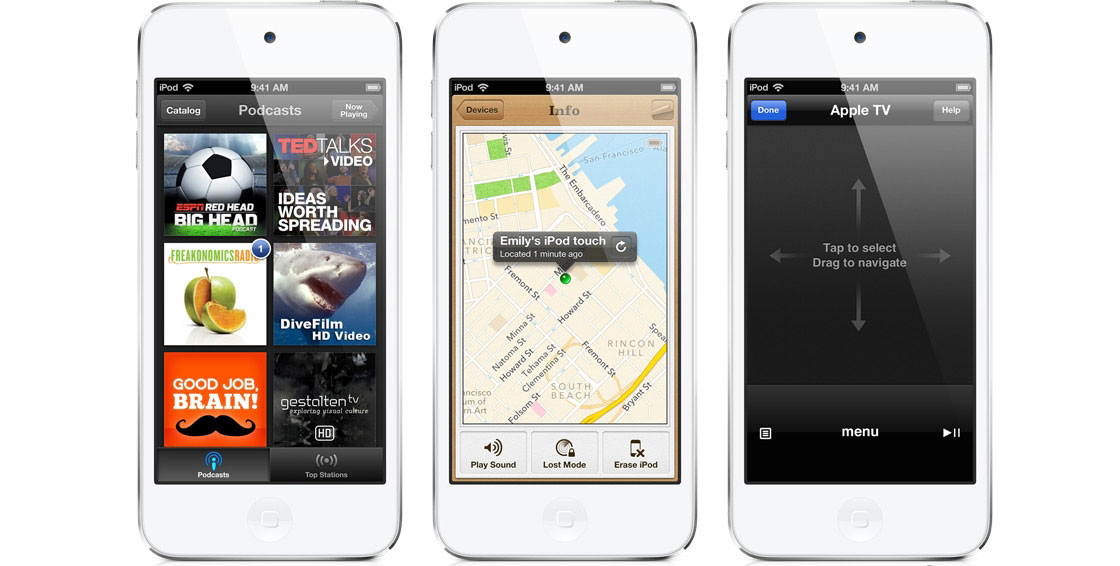 iPod 9:41 AM
Catalog Podcasts Now Playing
TEDTALKS
VIDEO
IDEAS
WORTH
SPREADING
ESPN RED HEAD
BIG HEAD
PODCAST
FREAKONOMICS RADIO
1
DiveFilm
HD Video
GOOD JOB,
BRAIN!
gestalten tv
exploring visual culture
HD
Podcasts Top Stations
iPod 9:41 AM
Devices Info
San Francisco
The Embarcadero
Emily's iPod touch
Located 1 minute ago
Fremont St
Howard St
Howard St
Minna St
Natoma St
Tehama St
Clementina St
Folsom St
Fremont St
Bryant St
RINCON
HILL
SOUTH
BEACH
Play Sound Lost Mode Erase iPod
iPod 9:41 AM
Done Apple TV Help
Tap to select
Drag to navigate
menu